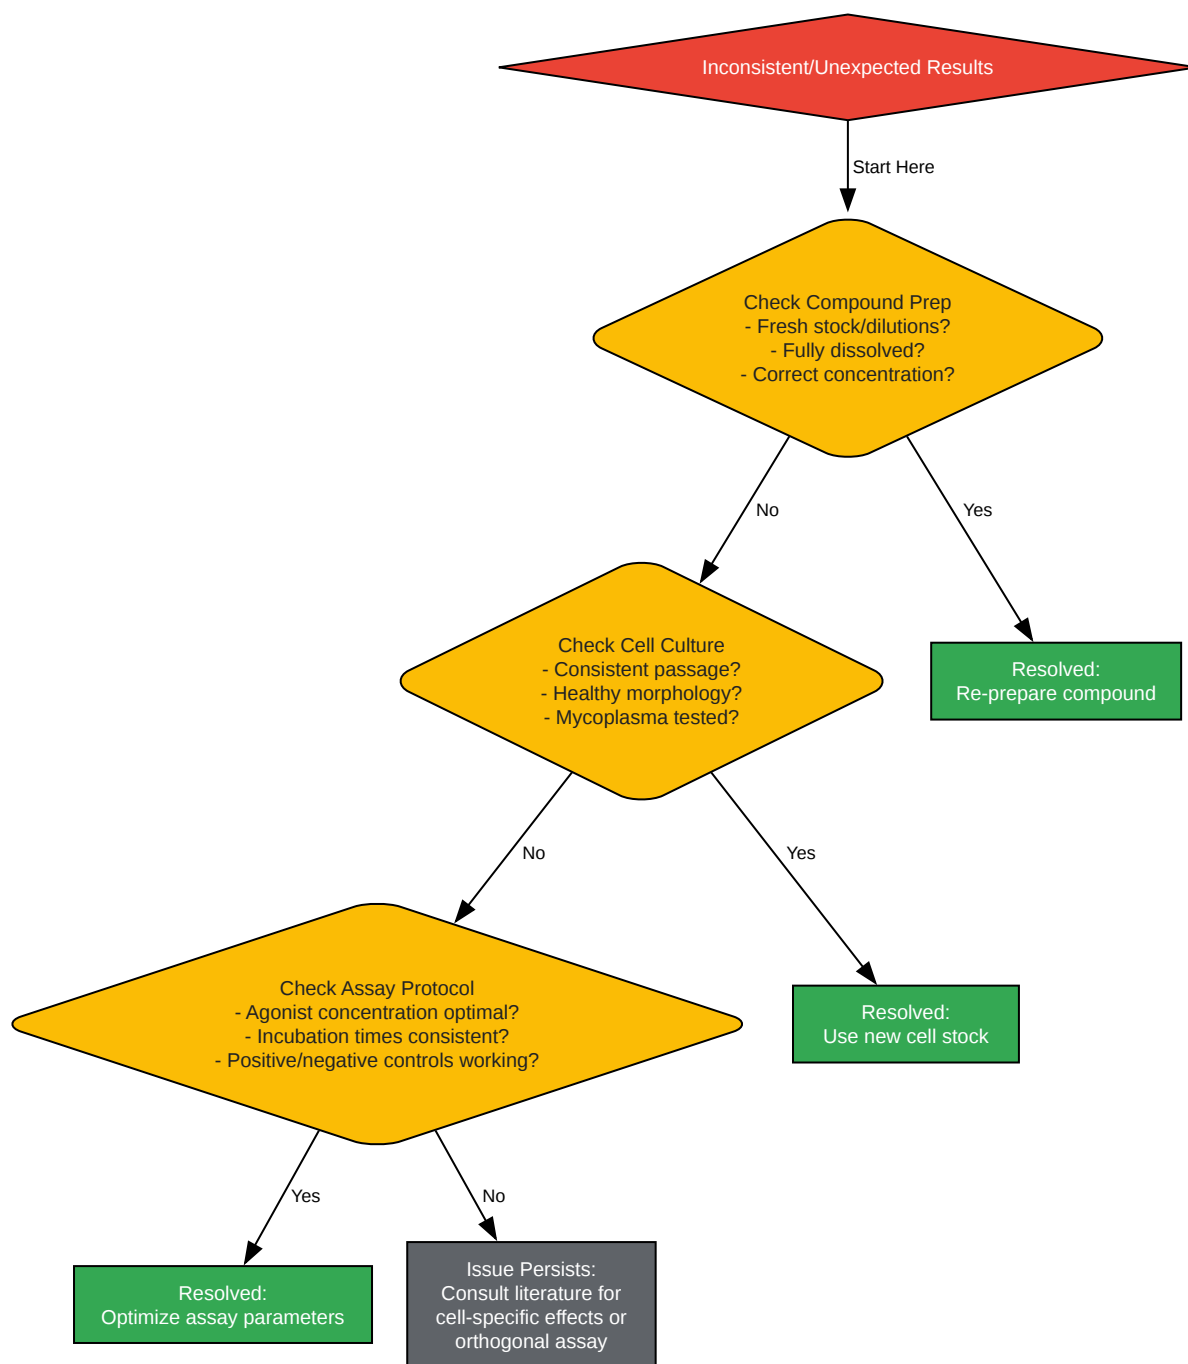 Inconsistent/Unexpected Results
Start Here
Check Compound Prep
- Fresh stock/dilutions?
- Fully dissolved?
- Correct concentration?
No
Yes
Check Cell Culture
- Consistent passage?
- Healthy morphology?
- Mycoplasma tested?
Resolved:
Re-prepare compound
No
Yes
Check Assay Protocol
- Agonist concentration optimal?
- Incubation times consistent?
- Positive/negative controls working?
Resolved:
Use new cell stock
Yes
No
Resolved:
Optimize assay parameters
Issue Persists:
Consult literature for
cell-specific effects or
orthogonal assay